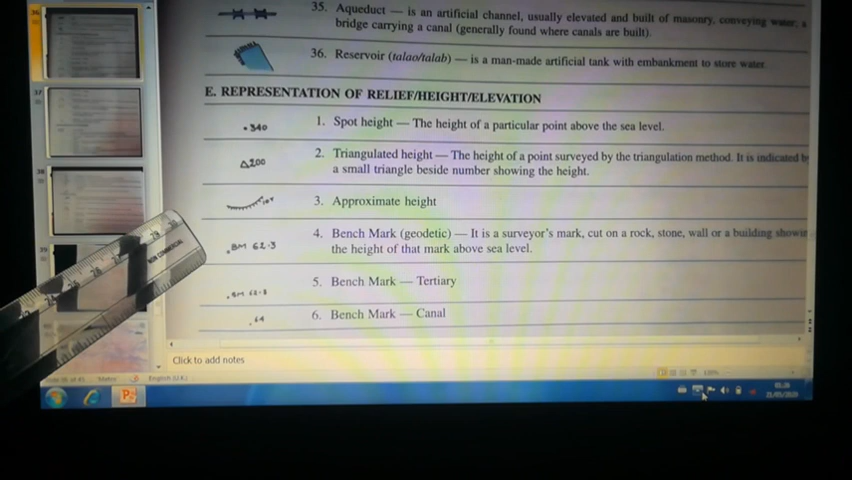 35. Aqueduct — is an artificial channel, usually elevated and built of masonry, conveying water; a
bridge carrying a canal (generally found where canals are built).
36. Reservoir (talao/talab) — is a man-made artificial tank with embankment to store water.
E. REPRESENTATION OF RELIEF/HEIGHT/ELEVATION
.340
1. Spot height — The height of a particular point above the sea level.
△200
2. Triangulated height — The height of a point surveyed by the triangulation method. It is indicated by
a small triangle beside number showing the height.
3. Approximate height
.BM 62.3
4. Bench Mark (geodetic) — It is a surveyor's mark, cut on a rock, stone, wall or a building showing
the height of that mark above sea level.
5. Bench Mark — Tertiary
.64
6. Bench Mark — Canal
NON COMMERCIAL
Click to add notes
English (U.K.)